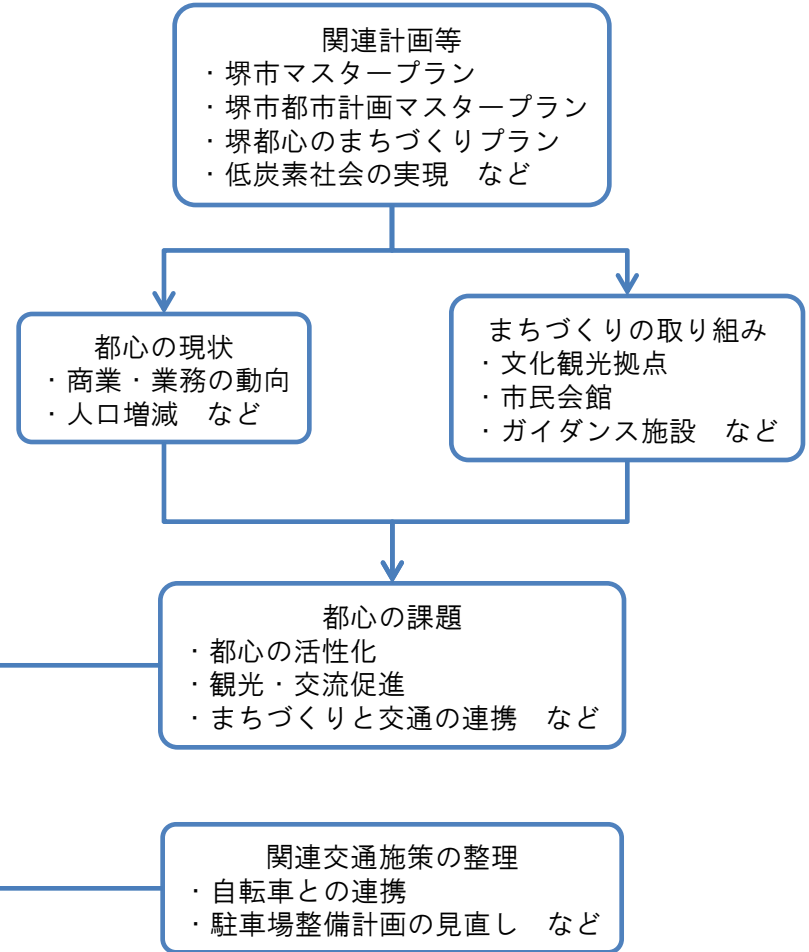 関連計画等
・堺市マスタープラン
・堺市都市計画マスタープラン
・堺都心のまちづくりプラン
・低炭素社会の実現　など
都心の現状
・商業・業務の動向
・人口増減　など
まちづくりの取り組み
・文化観光拠点
・市民会館
・ガイダンス施設　など
都心の課題
・都心の活性化
・観光・交流促進
・まちづくりと交通の連携　など
関連交通施策の整理
・自転車との連携
・駐車場整備計画の見直し　など